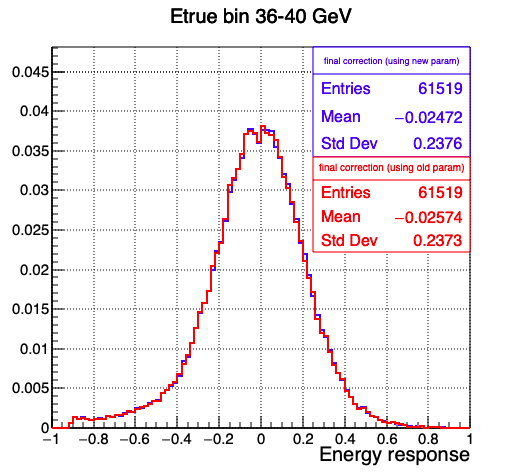 Etrue bin 36-40 GeV
final correction (using new param)
Entries 61519
Mean −0.02472
Std Dev 0.2376
final correction (using old param)
Entries 61519
Mean −0.02574
Std Dev 0.2373
0.045
0.04
0.035
0.03
0.025
0.02
0.015
0.01
0.005
0
−1 −0.8 −0.6 −0.4 −0.2 0 0.2 0.4 0.6 0.8 1
Energy response